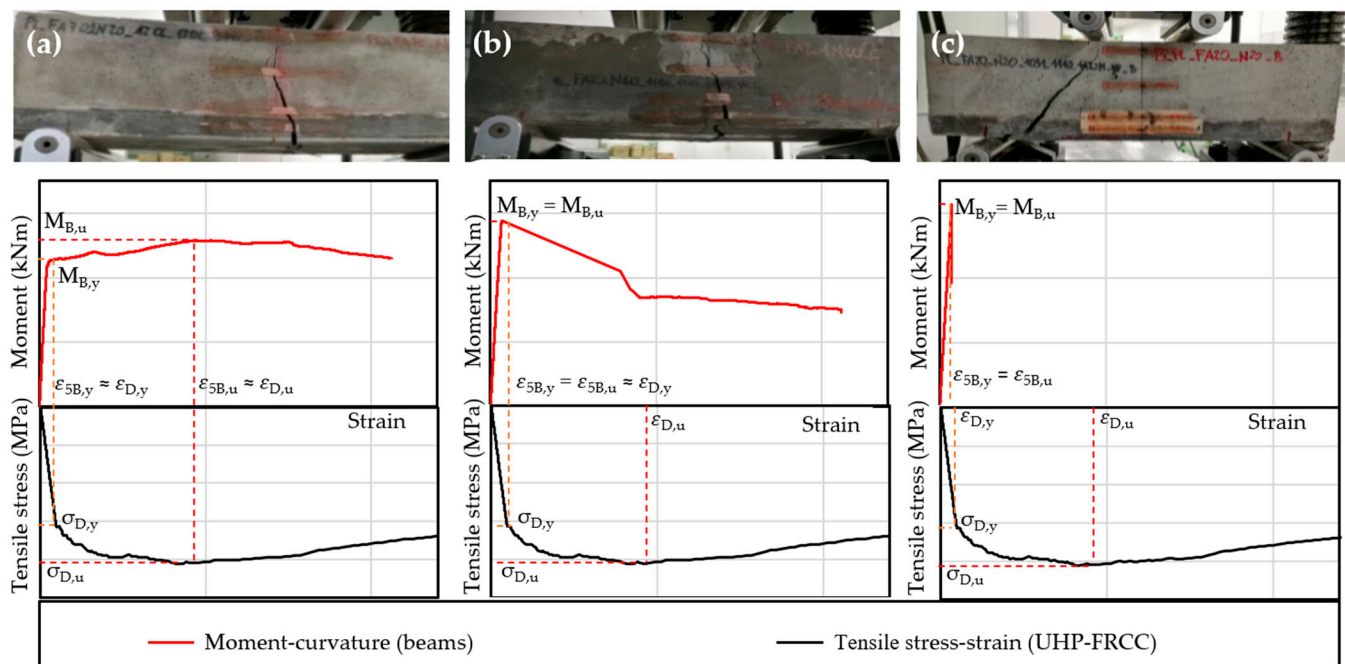 (a)
(b)
(c)
PL_FA20_N20_
M_B,u
M_B,y
Moment (kNm)
ε_5B,y ≈ ε_D,y
ε_5B,u ≈ ε_D,u
Strain
Tensile stress (MPa)
σ_D,y
σ_D,u
M_B,y = M_B,u
Moment (kNm)
ε_5B,y = ε_5B,u ≈ ε_D,y
ε_D,u
Strain
Tensile stress (MPa)
σ_D,y
σ_D,u
M_B,y = M_B,u
Moment (kNm)
ε_5B,y = ε_5B,u
ε_D,y
ε_D,u
Strain
Tensile stress (MPa)
σ_D,y
σ_D,u
Moment-curvature (beams)
Tensile stress-strain (UHP-FRCC)